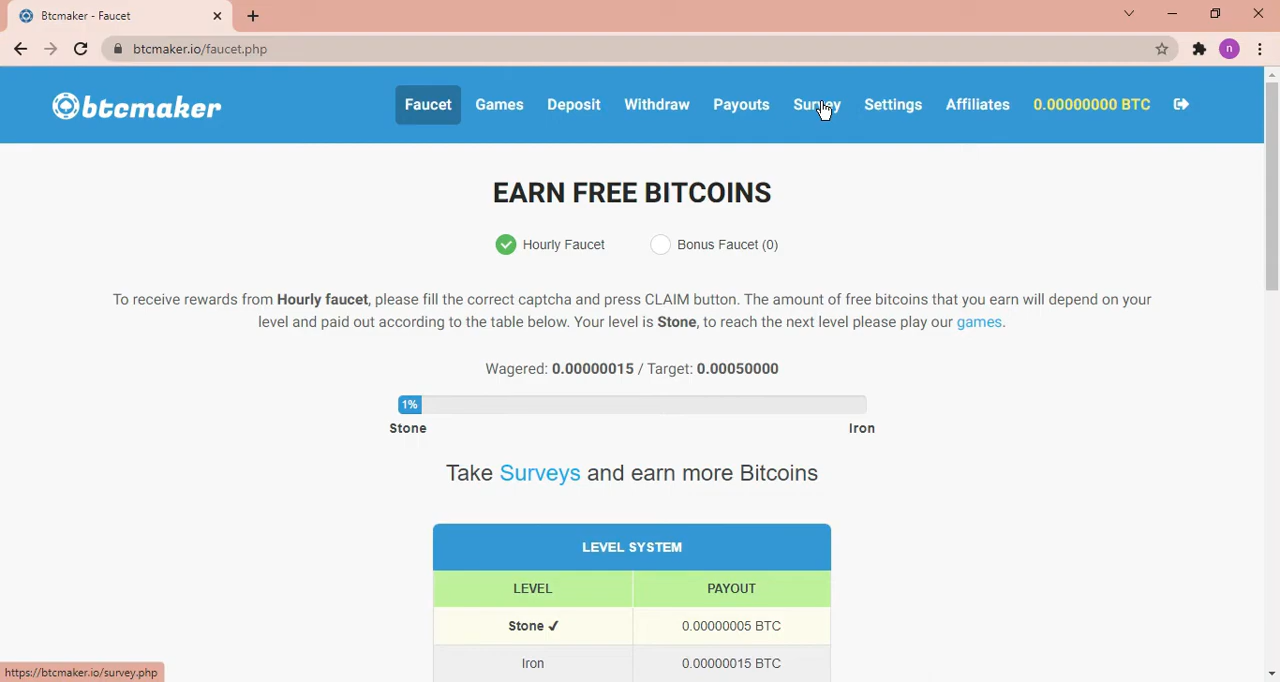 Btcmaker - Faucet
btcmaker.io/faucet.php
n
btcmaker
Faucet Games Deposit Withdraw Payouts Survey Settings Affiliates 0.00000000 BTC
EARN FREE BITCOINS
Hourly Faucet Bonus Faucet (0)
To receive rewards from Hourly faucet, please fill the correct captcha and press CLAIM button. The amount of free bitcoins that you earn will depend on your
level and paid out according to the table below. Your level is Stone, to reach the next level please play our games.
Wagered: 0.00000015 / Target: 0.00050000
1%
Stone Iron
Take Surveys and earn more Bitcoins
LEVEL SYSTEM
LEVEL PAYOUT
Stone ✓ 0.00000005 BTC
Iron 0.00000015 BTC
https://btcmaker.io/survey.php